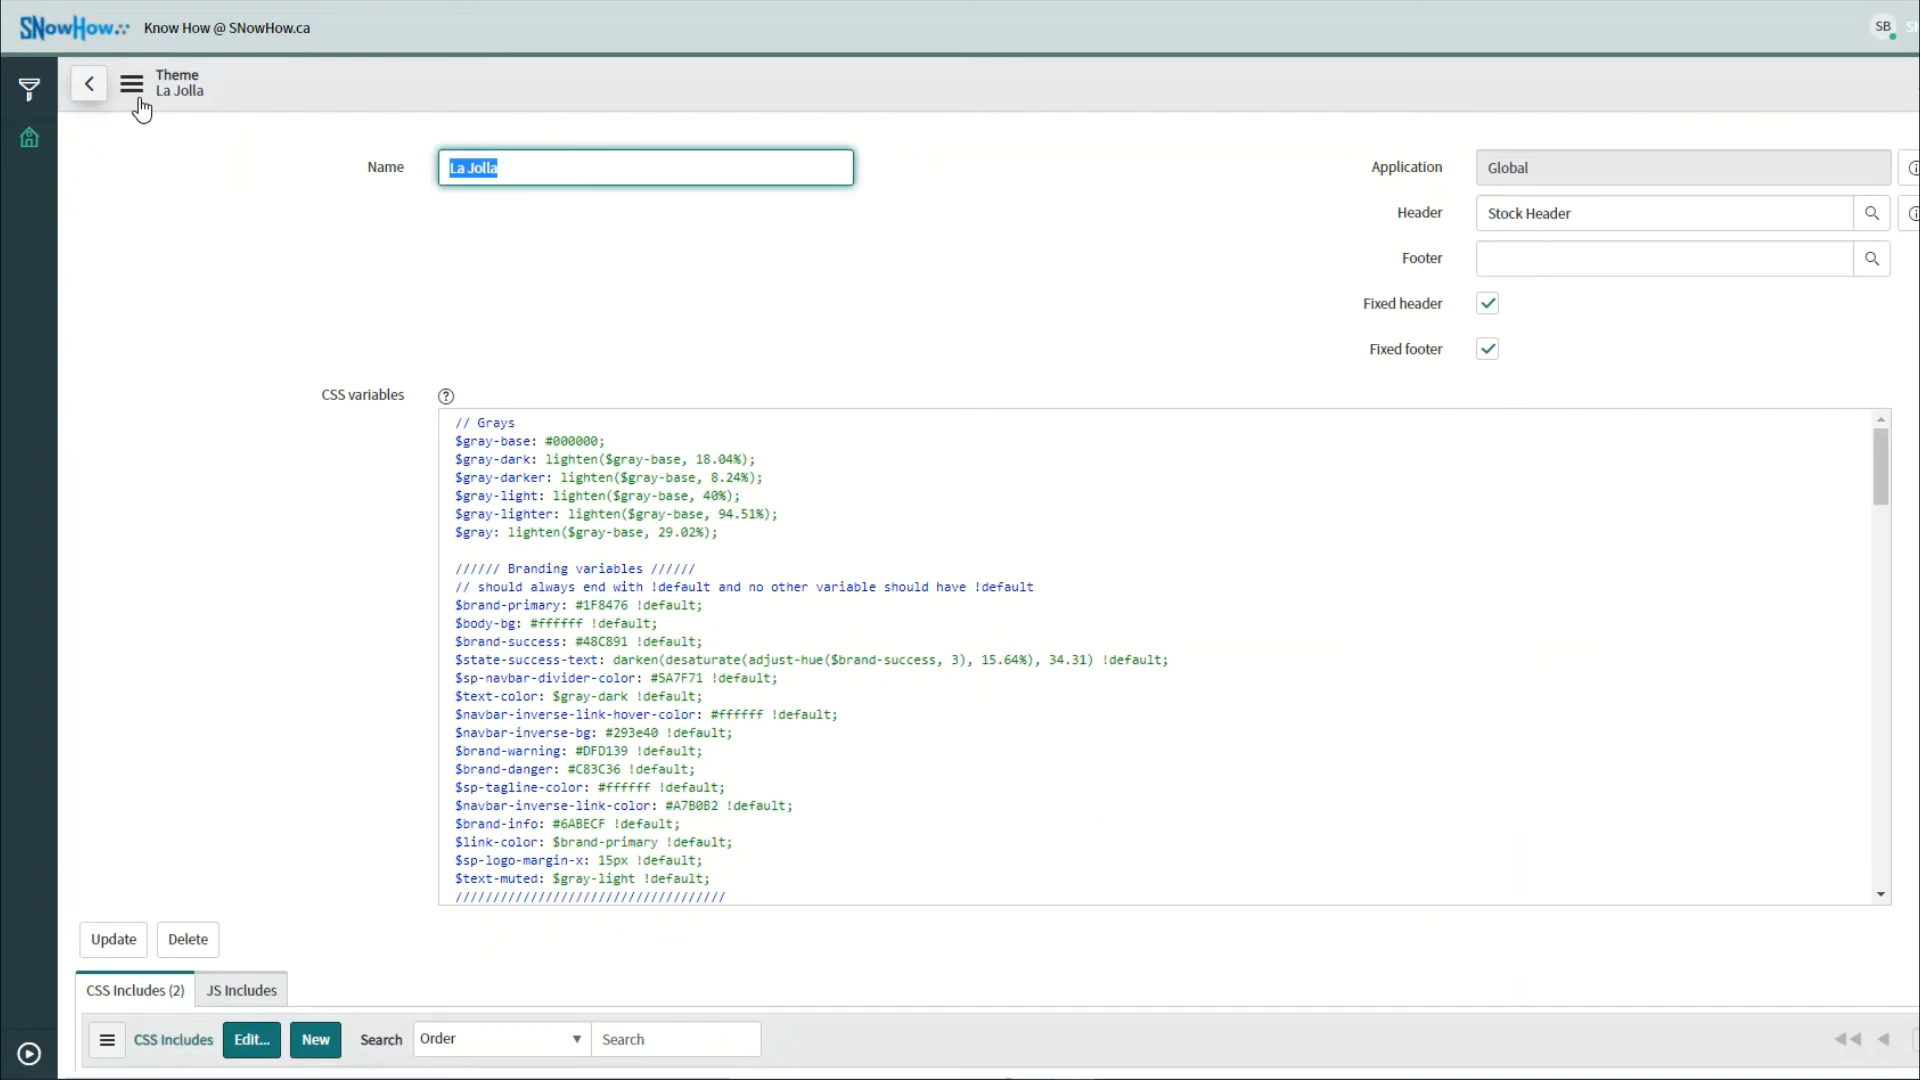 SNowHow Know How @ SNowHow.ca
SB
Theme
La Jolla
Name
La Jolla
Application
Global
Header
Stock Header
Footer
Fixed header
Fixed footer
CSS variables
// Grays
$gray-base: #000000;
$gray-dark: lighten($gray-base, 18.04%);
$gray-darker: lighten($gray-base, 8.24%);
$gray-light: lighten($gray-base, 40%);
$gray-lighter: lighten($gray-base, 94.51%);
$gray: lighten($gray-base, 29.02%);
////// Branding variables //////
// should always end with !default and no other variable should have !default
$brand-primary: #1F8476 !default;
$body-bg: #ffffff !default;
$brand-success: #48C891 !default;
$state-success-text: darken(desaturate(adjust-hue($brand-success, 3), 15.64%), 34.31) !default;
$sp-navbar-divider-color: #5A7F71 !default;
$text-color: $gray-dark !default;
$navbar-inverse-link-hover-color: #ffffff !default;
$navbar-inverse-bg: #293e40 !default;
$brand-warning: #DFD139 !default;
$brand-danger: #C83C36 !default;
$sp-tagline-color: #ffffff !default;
$navbar-inverse-link-color: #A7B0B2 !default;
$brand-info: #6ABECF !default;
$link-color: $brand-primary !default;
$sp-logo-margin-x: 15px !default;
$text-muted: $gray-light !default;
////////////////////////////////////
Update Delete
CSS Includes (2) JS Includes
CSS Includes Edit... New Search Order Search